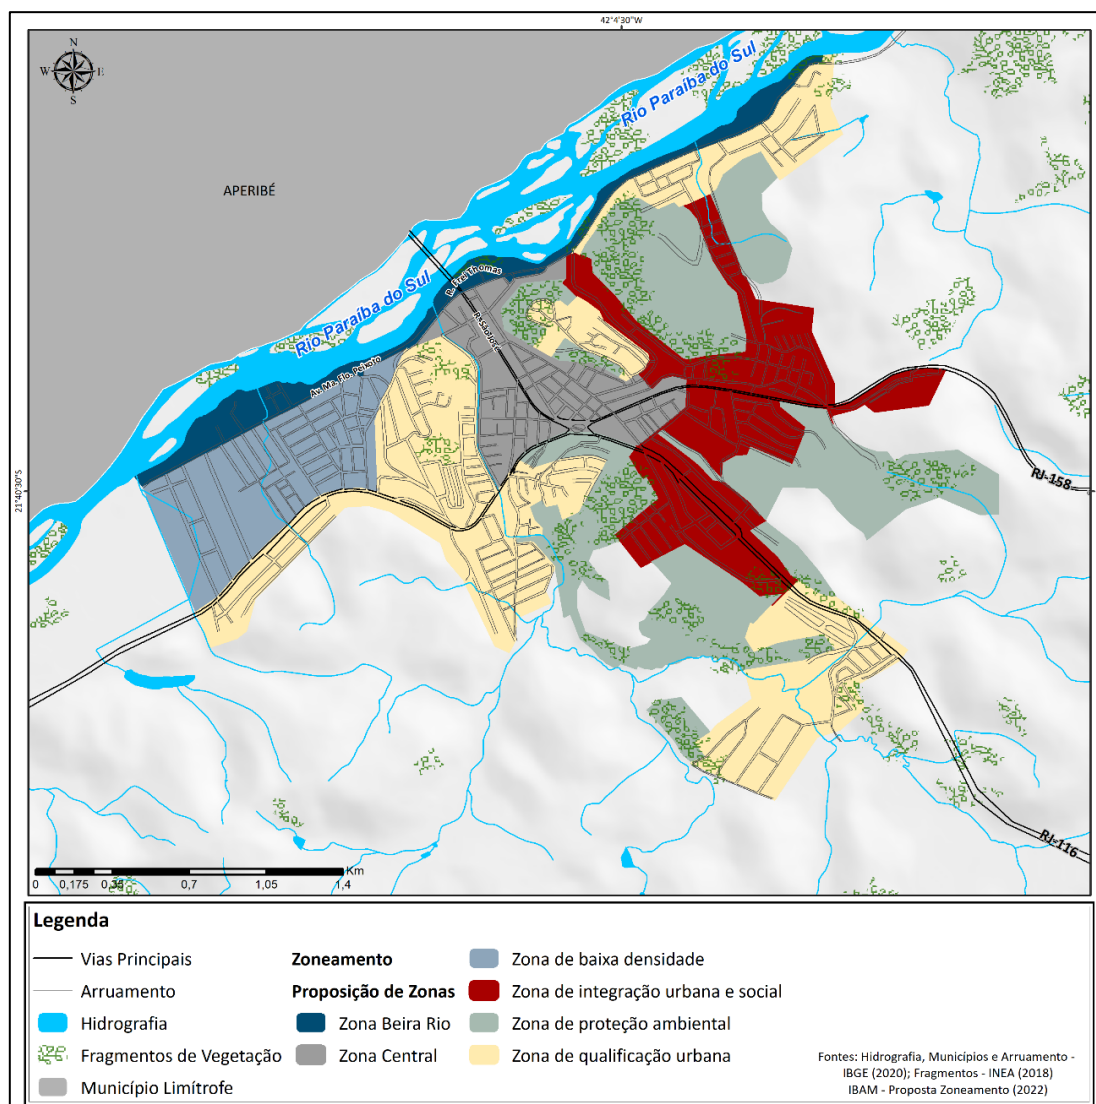 42°4'30"W
N
W
E
S
Rio Paraíba do Sul
APERIBÉ
R. Frei Thomas
Rio Paraíba do Sul
R. São José
Av. Ma. Flo. Peixoto
21°40'30"S
RJ-158
RJ-116
Km
0 0,175 0,35 0,7 1,05 1,4
Legenda
Vias Principais
Arruamento
Hidrografia
Fragmentos de Vegetação
Município Limítrofe
Zoneamento
Proposição de Zonas
Zona Beira Rio
Zona Central
Zona de baixa densidade
Zona de integração urbana e social
Zona de proteção ambiental
Zona de qualificação urbana
Fontes: Hidrografia, Municípios e Arruamento -
IBGE (2020); Fragmentos - INEA (2018)
IBAM - Proposta Zoneamento (2022)